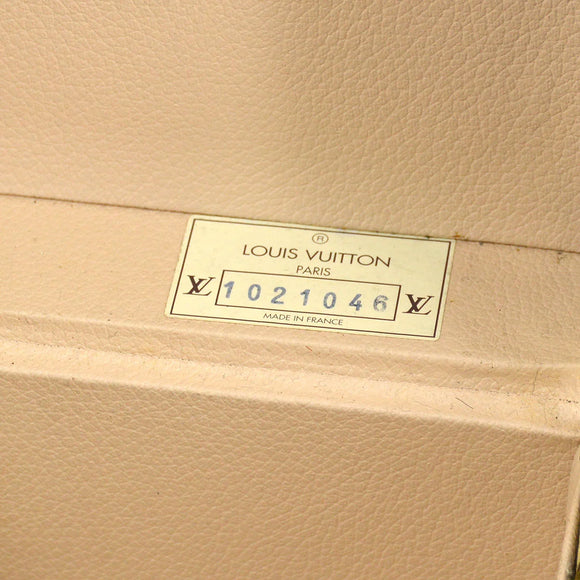 ®
LOUIS VUITTON
PARIS
LV 1021046 LV
MADE IN FRANCE